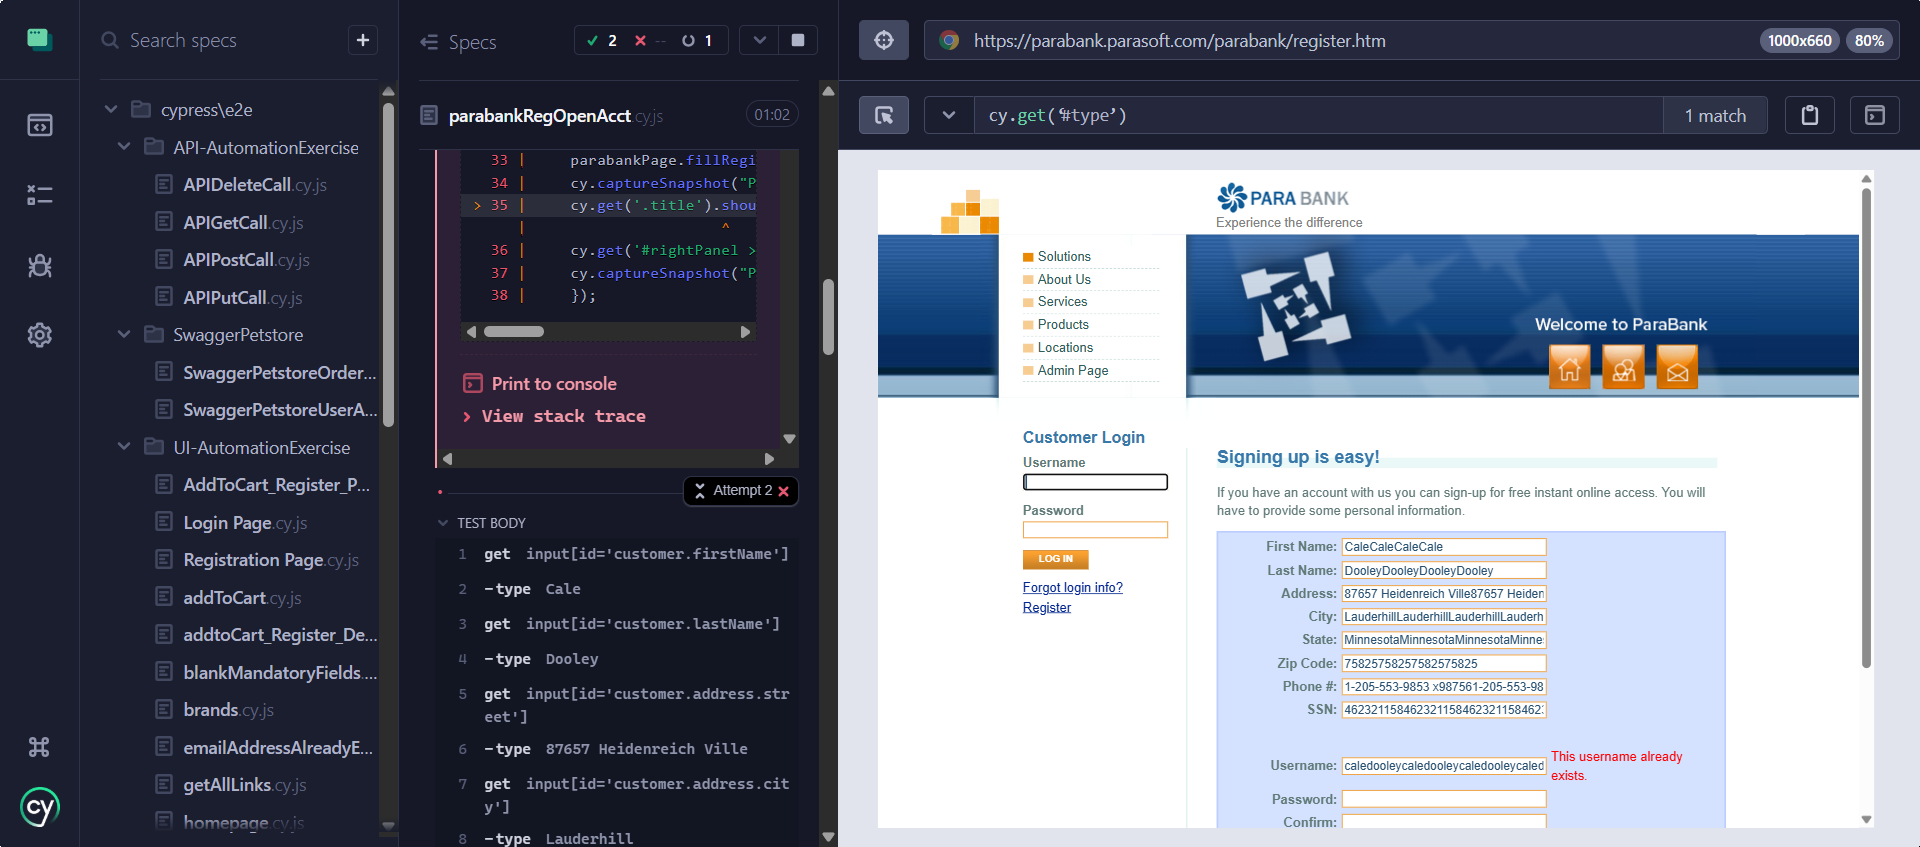 Search specs
+
cypress\e2e
API-AutomationExercise
APIDeleteCall.cy.js
APIGetCall.cy.js
APIPostCall.cy.js
APIPutCall.cy.js
SwaggerPetstore
SwaggerPetstoreOrder...
SwaggerPetstoreUserA...
UI-AutomationExercise
AddToCart_Register_P...
Login Page.cy.js
Registration Page.cy.js
addToCart.cy.js
addtoCart_Register_De...
blankMandatoryFields....
brands.cy.js
emailAddressAlreadyE...
getAllLinks.cy.js
homepage.cy.js
cy
Specs
2
--
1
parabankRegOpenAcct.cy.js
01:02
33 | parabankPage.fillRegi
34 | cy.captureSnapshot("P
> 35 | cy.get('.title').shou
| ^
36 | cy.get('#rightPanel >
37 | cy.captureSnapshot("P
38 | });
Print to console
> View stack trace
Attempt 2
TEST BODY
1 get input[id='customer.firstName']
2 -type Cale
3 get input[id='customer.lastName']
4 -type Dooley
5 get input[id='customer.address.str
eet']
6 -type 87657 Heidenreich Ville
7 get input[id='customer.address.cit
y']
8 -type Lauderhill
https://parabank.parasoft.com/parabank/register.htm
1000x660
80%
cy.get('#type')
1 match
PARA BANK
Experience the difference
Solutions
About Us
Services
Products
Locations
Admin Page
Welcome to ParaBank
Customer Login
Username
Password
LOG IN
Forgot login info?
Register
Signing up is easy!
If you have an account with us you can sign-up for free instant online access. You will
have to provide some personal information.
First Name: CaleCaleCaleCale
Last Name: DooleyDooleyDooleyDooley
Address: 87657 Heidenreich Ville87657 Heiden
City: LauderhillLauderhillLauderhillLauderh
State: MinnesotaMinnesotaMinnesotaMinne
Zip Code: 75825758257582575825
Phone #: 1-205-553-9853 x987561-205-553-98
SSN: 462321158462321158462321158462
Username: caledooleycaledooleycaledooleycaled
This username already
exists.
Password:
Confirm: